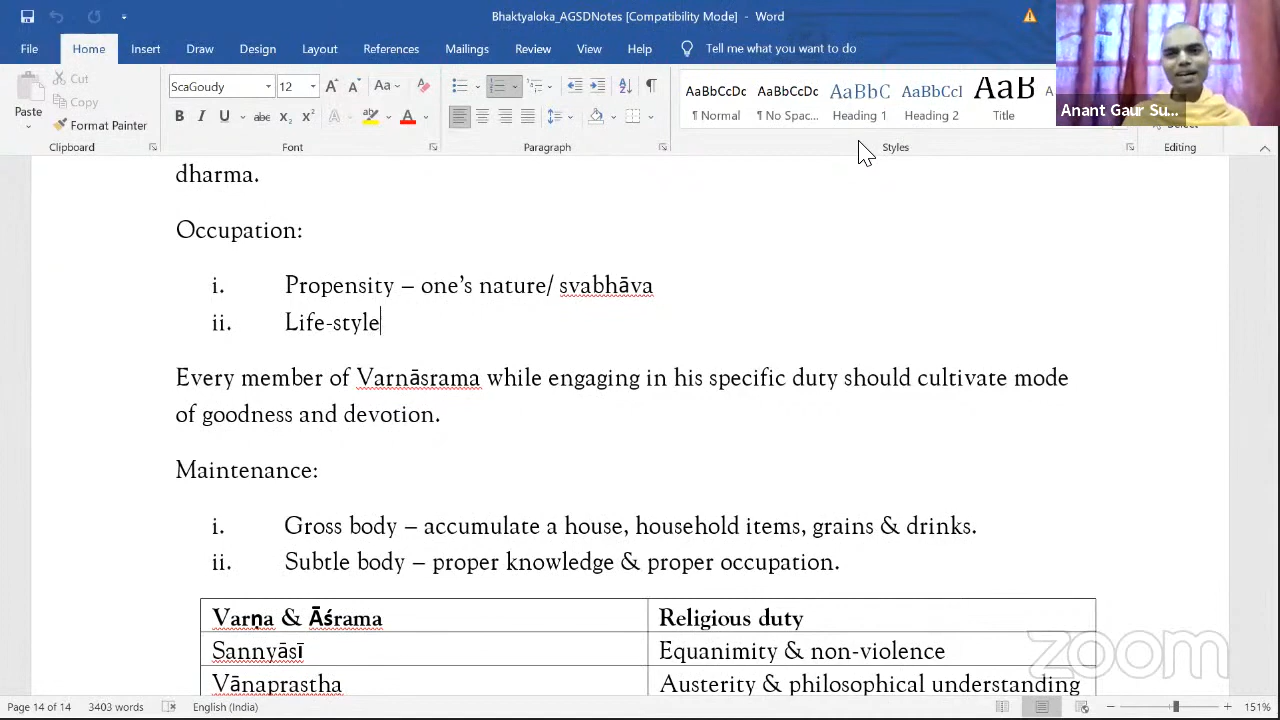 Bhaktyaloka_AGSDNotes [Compatibility Mode] - Word
File Home Insert Draw Design Layout References Mailings Review View Help Tell me what you want to do
Paste
Cut
Copy
Format Painter
Clipboard
ScaGoudy 12
Font
Paragraph
AaBbCcDc AaBbCcDc AaBbC AaBbCcl AaB
¶ Normal ¶ No Spac... Heading 1 Heading 2 Title
Styles
Editing
Anant Gaur Su...
dharma.
Occupation:
i. Propensity – one's nature/ svabhāva
ii. Life-style
Every member of Varnāsrama while engaging in his specific duty should cultivate mode
of goodness and devotion.
Maintenance:
i. Gross body – accumulate a house, household items, grains & drinks.
ii. Subtle body – proper knowledge & proper occupation.
Varṇa & Āśrama Religious duty
Sannyāsī Equanimity & non-violence
Vānaprastha Austerity & philosophical understanding
zoom
Page 14 of 14 3403 words English (India) 151%